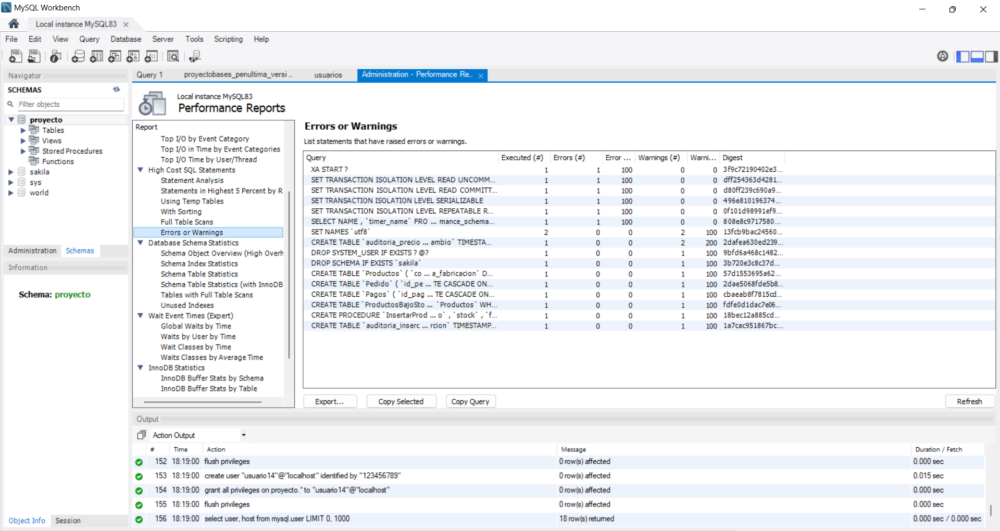 MySQL Workbench
Local instance MySQL83
File Edit View Query Database Server Tools Scripting Help
Navigator
SCHEMAS
Filter objects
proyecto
Tables
Views
Stored Procedures
Functions
sakila
sys
world
Administration Schemas
Information
Schema: proyecto
Object Info Session
Query 1 proyectobases_penultima_versi... usuarios Administration - Performance Re...
Local instance MySQL83
Performance Reports
Report
Top I/O by Event Category
Top I/O in Time by Event Categories
Top I/O Time by User/Thread
High Cost SQL Statements
Statement Analysis
Statements in Highest 5 Percent by R
Using Temp Tables
With Sorting
Full Table Scans
Errors or Warnings
Database Schema Statistics
Schema Object Overview (High Overh
Schema Index Statistics
Schema Table Statistics
Schema Table Statistics (with InnoDB
Tables with Full Table Scans
Unused Indexes
Wait Event Times (Expert)
Global Waits by Time
Waits by User by Time
Wait Classes by Time
Waits Classes by Average Time
InnoDB Statistics
InnoDB Buffer Stats by Schema
InnoDB Buffer Stats by Table
Errors or Warnings
List statements that have raised errors or warnings.
Query Executed (#) Errors (#) Error ... Warnings (#) Warni... Digest
XA START ? 1 1 100 0 0 3f9c72190402e3...
SET TRANSACTION ISOLATION LEVEL READ UNCOMM... 1 1 100 0 0 dff254363d4281...
SET TRANSACTION ISOLATION LEVEL READ COMMITT... 1 1 100 0 0 d80ff239c690a9...
SET TRANSACTION ISOLATION LEVEL SERIALIZABLE 1 1 100 0 0 496e810196374...
SET TRANSACTION ISOLATION LEVEL REPEATABLE R... 1 1 100 0 0 0f101d98991ef9...
SELECT NAME , `timer_name` FRO ... mance_schema... 1 1 100 0 0 808e8c9717580...
SET NAMES `utf8` 2 0 0 2 100 13fcb9bac24560...
CREATE TABLE `auditoria_precio ... ambio` TIMESTA... 1 0 0 2 200 2dafea630ed239...
DROP SYSTEM_USER IF EXISTS ? @? 1 0 0 1 100 9bfd6a468c1482...
DROP SCHEMA IF EXISTS `sakila` 1 0 0 1 100 3b720e3c8c37d...
CREATE TABLE `Productos` ( `co ... a_fabricacion` D... 1 0 0 1 100 57d1553695a62...
CREATE TABLE `Pedido` ( `id_pe ... TE CASCADE ON... 1 0 0 1 100 2dae5068fde5b8...
CREATE TABLE `Pagos` ( `id_pag ... TE CASCADE ON... 1 0 0 1 100 cbaeab8f7815cd...
CREATE TABLE `ProductosBajoSto ... `Productos` WH... 1 0 0 1 100 fdfe0d1dac7e06...
CREATE PROCEDURE `InsertarProd ... o` , `stock` , `f... 1 0 0 1 100 18bec12a885cd...
CREATE TABLE `auditoria_inserc ... rcion` TIMESTAMP... 1 0 0 1 100 1a7cac951867bc...
Export... Copy Selected Copy Query Refresh
Output
Action Output
# Time Action Message Duration / Fetch
152 18:19:00 flush privileges 0 row(s) affected 0.000 sec
153 18:19:00 create user "usuario14"@"localhost" identified by "123456789" 0 row(s) affected 0.015 sec
154 18:19:00 grant all privileges on proyecto.* to "usuario14"@"localhost" 0 row(s) affected 0.000 sec
155 18:19:00 flush privileges 0 row(s) affected 0.000 sec
156 18:19:00 select user, host from mysql.user LIMIT 0, 1000 18 row(s) returned 0.000 sec / 0.000 sec